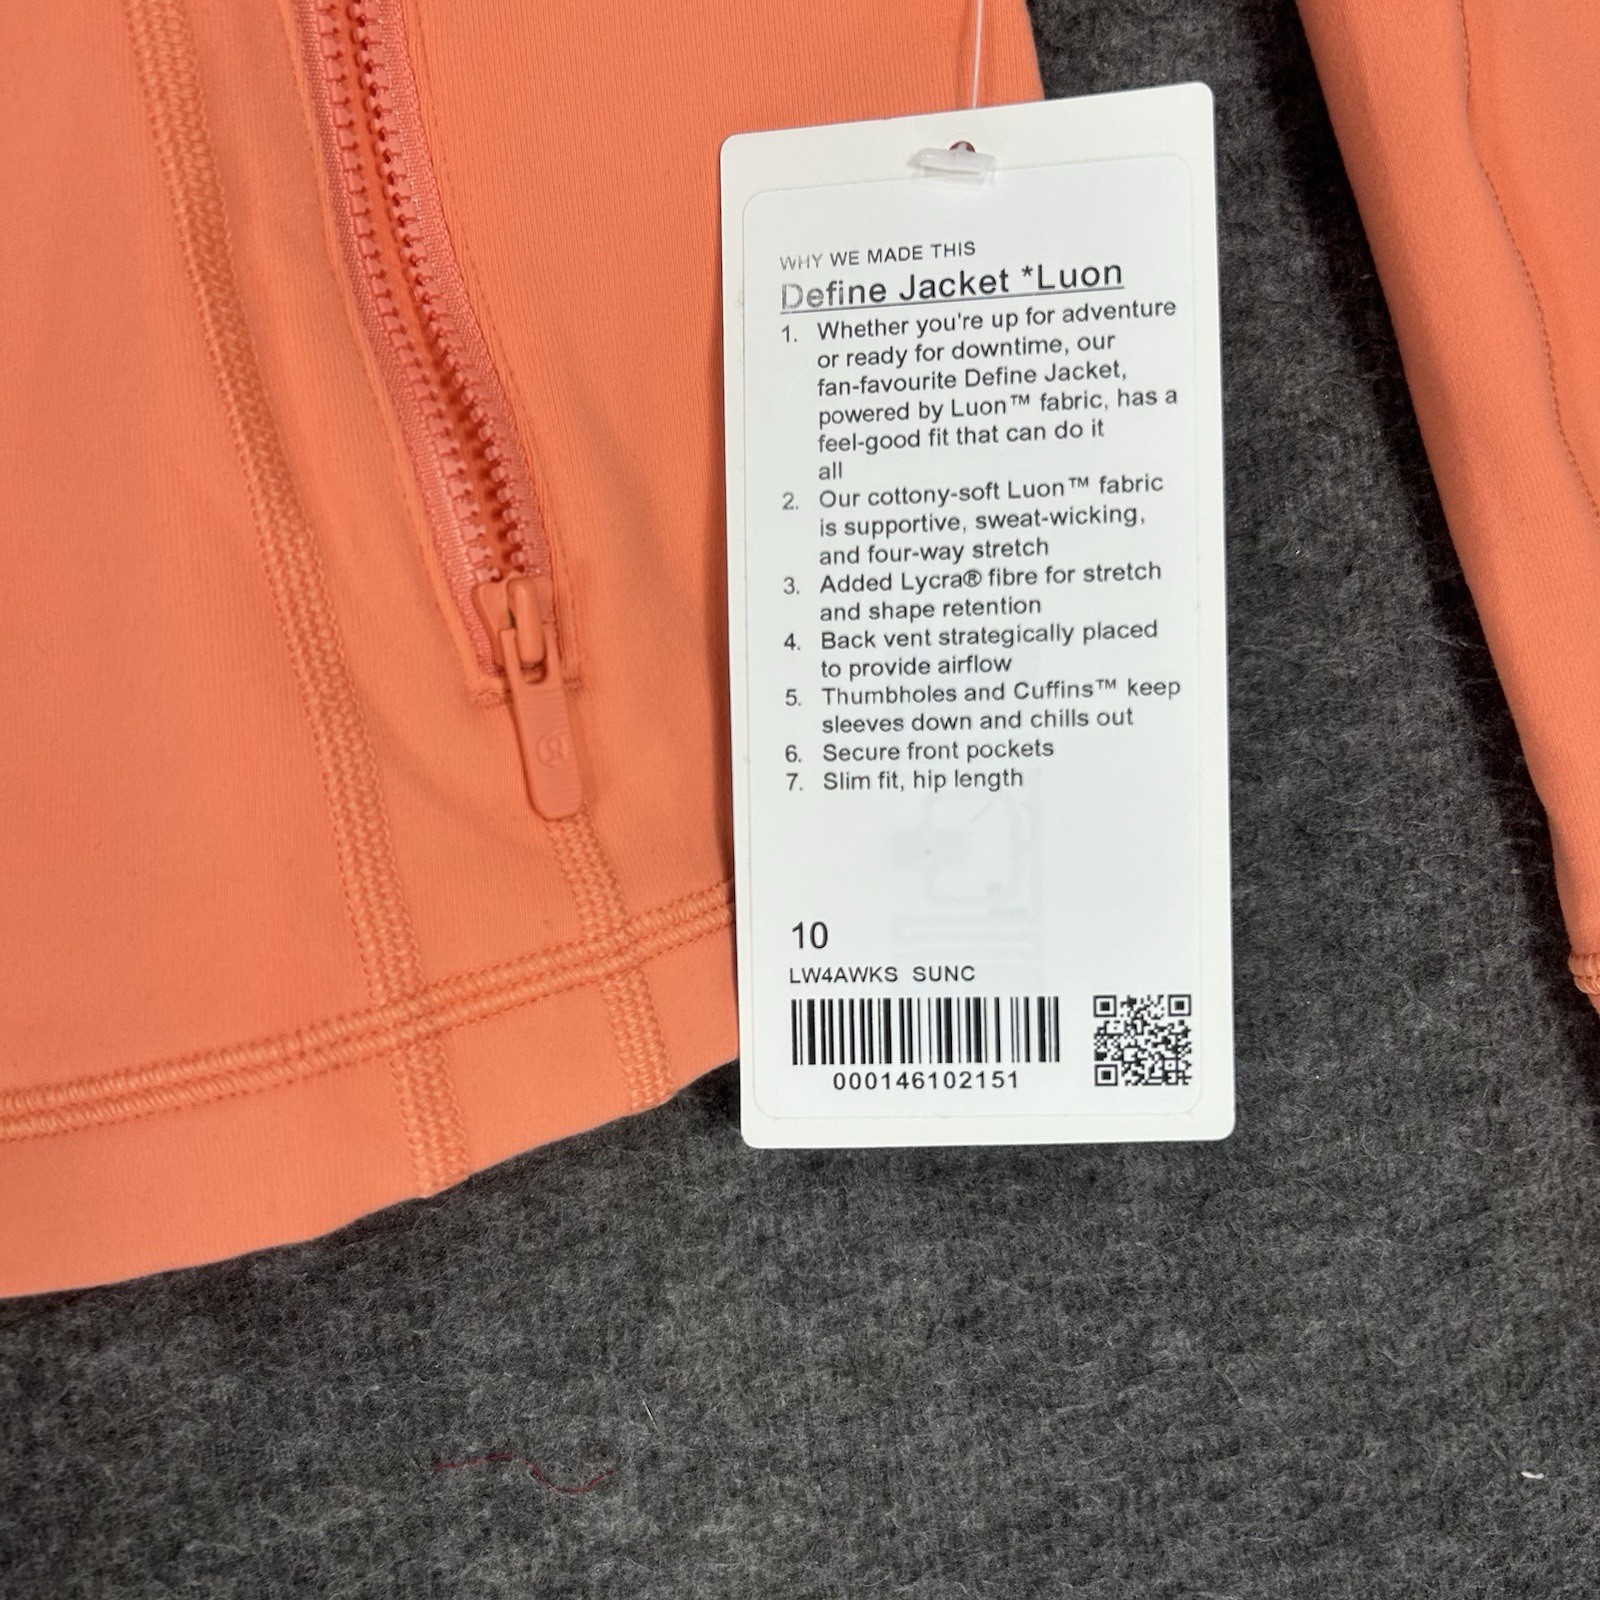 WHY WE MADE THIS
Define Jacket *Luon
1. Whether you're up for adventure
or ready for downtime, our
fan-favourite Define Jacket,
powered by Luon™ fabric, has a
feel-good fit that can do it
all
2. Our cottony-soft Luon™ fabric
is supportive, sweat-wicking,
and four-way stretch
3. Added Lycra® fibre for stretch
and shape retention
4. Back vent strategically placed
to provide airflow
5. Thumbholes and Cuffins™ keep
sleeves down and chills out
6. Secure front pockets
7. Slim fit, hip length
10
LW4AWKS SUNC
000146102151